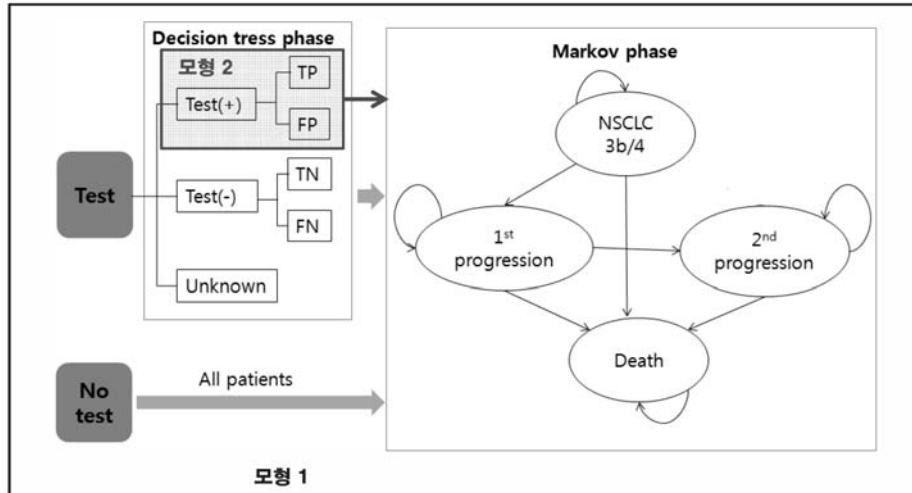 Decision tress phase
모형 2
Test(+)
TP
FP
Test
Test(-)
TN
FN
Unknown
No
test
All patients
모형 1
Markov phase
NSCLC
3b/4
1st
progression
2nd
progression
Death